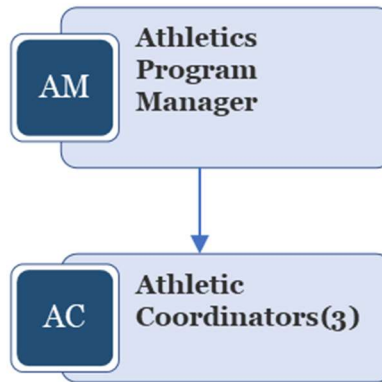 AM
Athletics
Program
Manager
AC
Athletic
Coordinators(3)